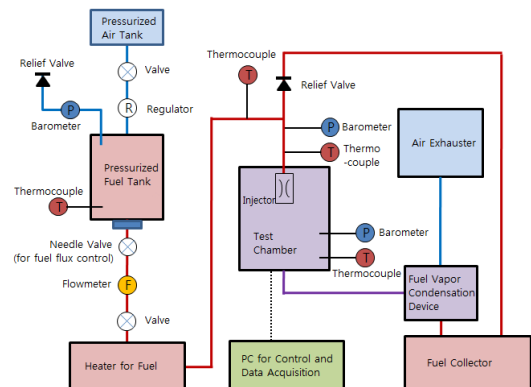 Pressurized
Air Tank
Thermocouple
T
Relief Valve
Valve
Relief Valve
P
Barometer
R
Regulator
P
Barometer
T
Thermo
-couple
Air Exhauster
Pressurized
Fuel Tank
Thermocouple
T
Injector
Test
Chamber
P
Barometer
T
Thermocouple
Needle Valve
(for fuel flux control)
Flowmeter
F
Valve
Fuel Vapor
Condensation
Device
Heater for Fuel
PC for Control and
Data Acquisition
Fuel Collector